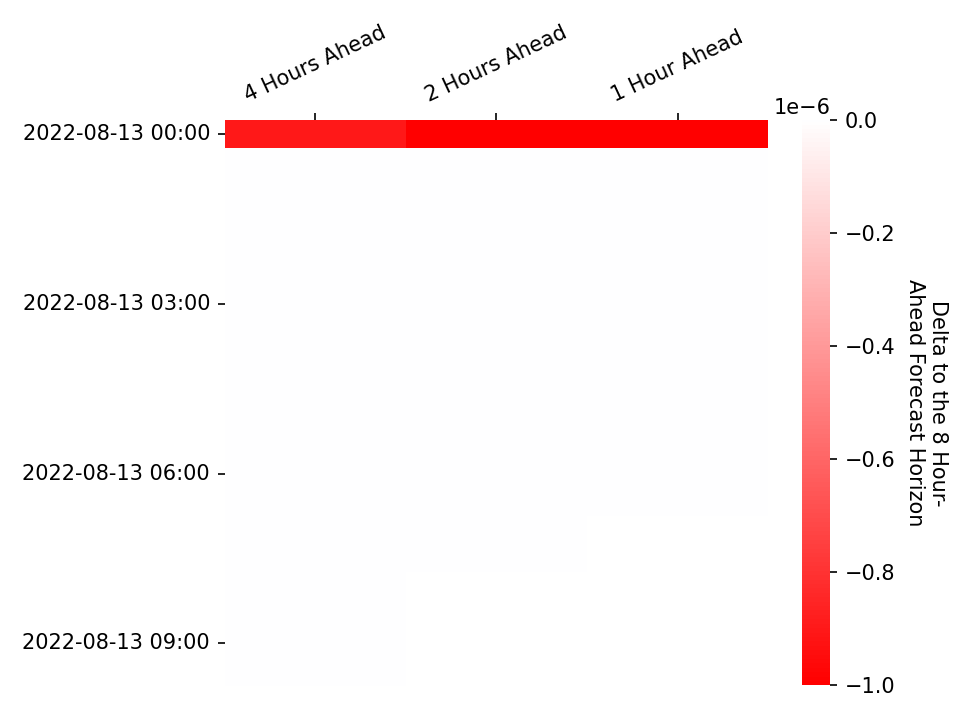 4 Hours Ahead
2 Hours Ahead
1 Hour Ahead
1e−6
2022-08-13 00:00
2022-08-13 03:00
2022-08-13 06:00
2022-08-13 09:00
0.0
−0.2
−0.4
−0.6
−0.8
−1.0
Delta to the 8 Hour-
Ahead Forecast Horizon